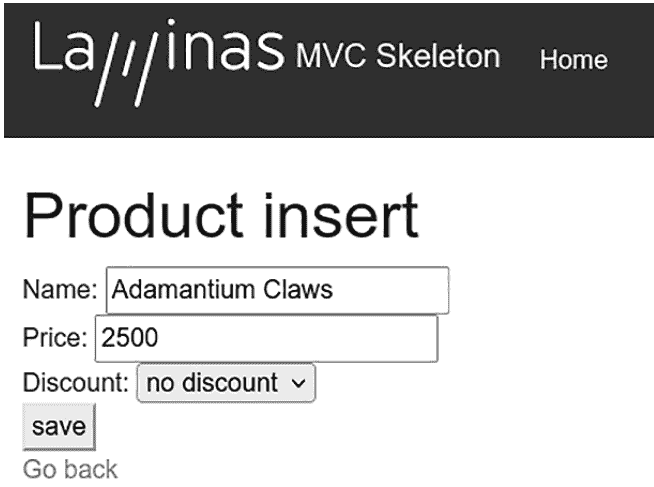 Laminas MVC Skeleton Home
Product insert
Name: Adamantium Claws
Price: 2500
Discount: no discount
save
Go back